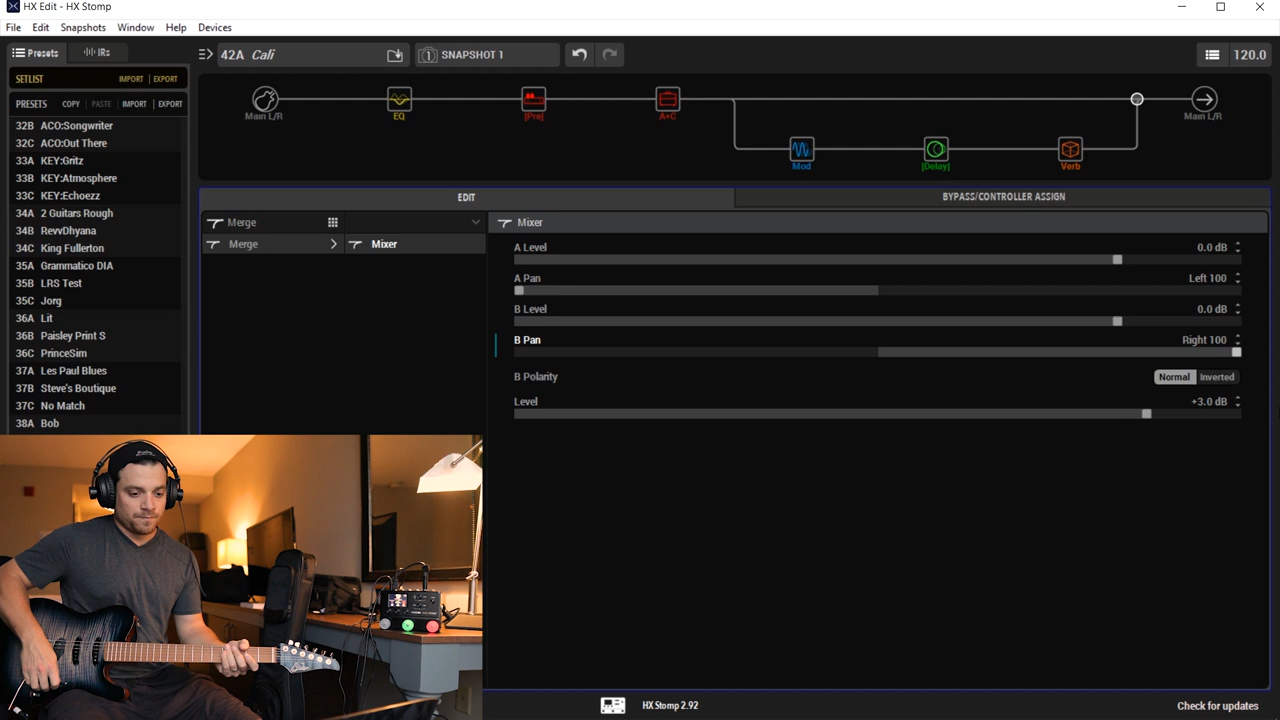 HX Edit - HX Stomp
File Edit Snapshots Window Help Devices
Presets IRs
42A Cali
1 SNAPSHOT 1
120.0
SETLIST IMPORT EXPORT
PRESETS COPY PASTE IMPORT EXPORT
32B ACO:Songwriter
32C ACO:Out There
33A KEY:Gritz
33B KEY:Atmosphere
33C KEY:Echoezz
34A 2 Guitars Rough
34B RevvDhyana
34C King Fullerton
35A Grammatico DIA
35B LRS Test
35C Jorg
36A Lit
36B Paisley Print S
36C PrinceSim
37A Les Paul Blues
37B Steve's Boutique
37C No Match
38A Bob
Main L/R EQ [Pre] A+C Main L/R
Mod [Delay] Verb
EDIT BYPASS/CONTROLLER ASSIGN
Merge
Merge Mixer
Mixer
A Level 0.0 dB
A Pan Left 100
B Level 0.0 dB
B Pan Right 100
B Polarity Normal Inverted
Level +3.0 dB
HX Stomp 2.92
Check for updates